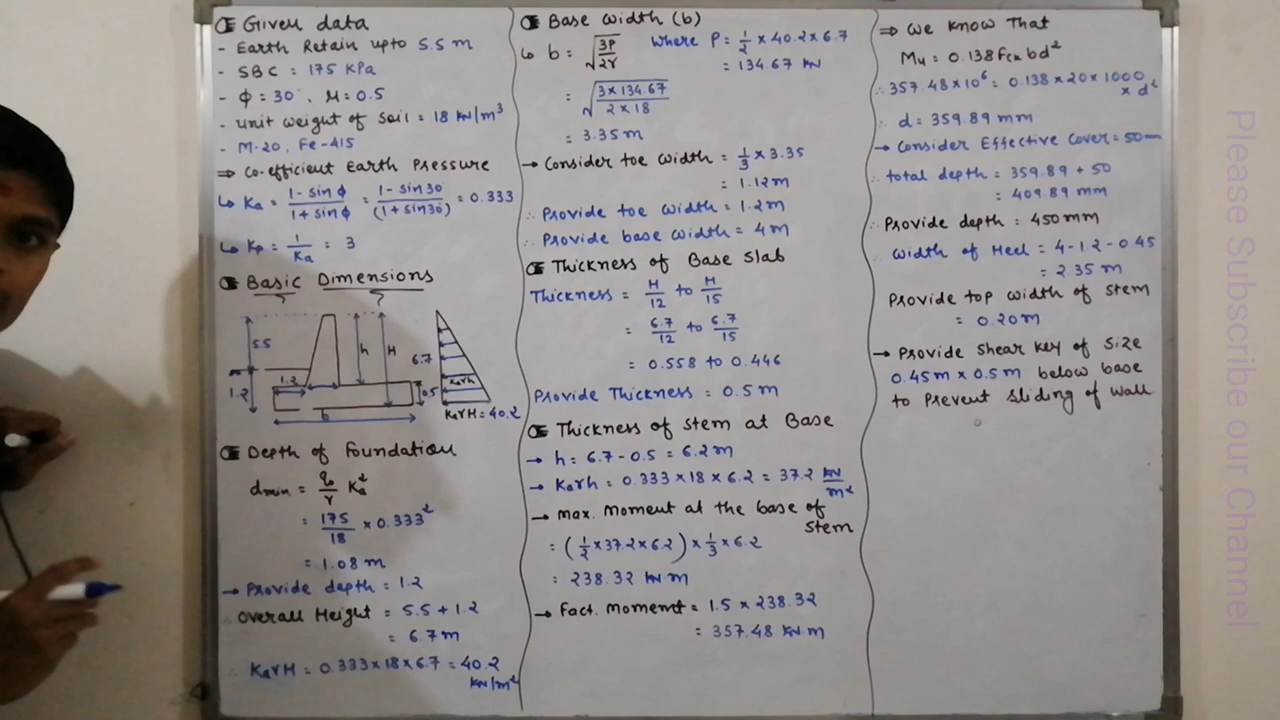 Given data
- Earth Retain upto 5.5 m
- SBC = 175 KPa
- ϕ = 30°, μ = 0.5
- Unit weight of Soil = 18 KN/m³
- M-20, Fe-415
⇒ Co-efficient Earth Pressure
↳ Ka = (1 - sin ϕ)/(1 + sin ϕ) = (1 - sin 30)/(1 + sin 30) = 0.333
↳ Kp = 1/Ka = 3
Basic Dimensions
5.5
1.2
1.2
h
H
0.5
b
6.7
Kaγh
KaγH = 40.2
Depth of Foundation
dmin = q₀/γ Ka²
= 175/18 × 0.333²
= 1.08 m
→ Provide depth = 1.2
∴ Overall Height = 5.5 + 1.2
= 6.7 m
∴ KaγH = 0.333 × 18 × 6.7 = 40.2 KN/m²
Base Width (b)
↳ b = √(3P/2γ) Where P = 1/2 × 40.2 × 6.7
= 134.67 KN
= √((3 × 134.67)/(2 × 18))
= 3.35 m
→ Consider toe width = 1/3 × 3.35
= 1.12 m
∴ Provide toe width = 1.2 m
∴ Provide base width = 4 m
Thickness of Base Slab
Thickness = H/12 to H/15
= 6.7/12 to 6.7/15
= 0.558 to 0.446
Provide Thickness = 0.5 m
Thickness of Stem at Base
→ h = 6.7 - 0.5 = 6.2 m
→ Kaγh = 0.333 × 18 × 6.2 = 37.2 KN/m²
→ Max. Moment at the base of Stem
= (1/2 × 37.2 × 6.2) × 1/3 × 6.2
= 238.32 KN·m
→ Fact. Moment = 1.5 × 238.32
= 357.48 KN·m
⇒ We Know That
Mu = 0.138 Fck bd²
∴ 357.48 × 10⁶ = 0.138 × 20 × 1000 × d²
∴ d = 359.89 mm
→ Consider Effective Cover = 50mm
∴ total depth = 359.89 + 50
= 409.89 mm
∴ Provide depth = 450 mm
∴ Width of Heel = 4 - 1.2 - 0.45
= 2.35 m
Provide top width of Stem
= 0.20 m
→ Provide Shear Key of Size
0.45 m × 0.5 m below base
to Prevent sliding of Wall
Please Subscribe our Channel